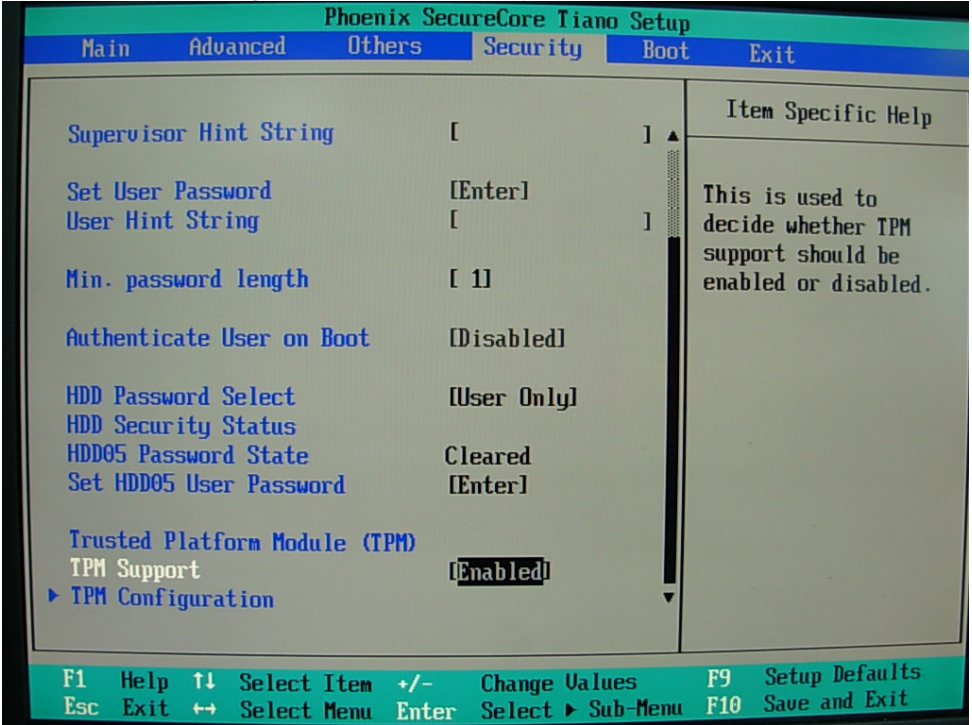 Phoenix SecureCore Tiano Setup
Main Advanced Others Security Boot Exit
Item Specific Help
Supervisor Hint String [ ]
Set User Password [Enter]
User Hint String [ ]
Min. password length [ 1]
Authenticate User on Boot [Disabled]
HDD Password Select [User Only]
HDD Security Status
HDD05 Password State Cleared
Set HDD05 User Password [Enter]
Trusted Platform Module (TPM)
TPM Support [Enabled]
▶ TPM Configuration
This is used to
decide whether TPM
support should be
enabled or disabled.
F1 Help ↑↓ Select Item +/- Change Values F9 Setup Defaults
Esc Exit ↔ Select Menu Enter Select ▶ Sub-Menu F10 Save and Exit